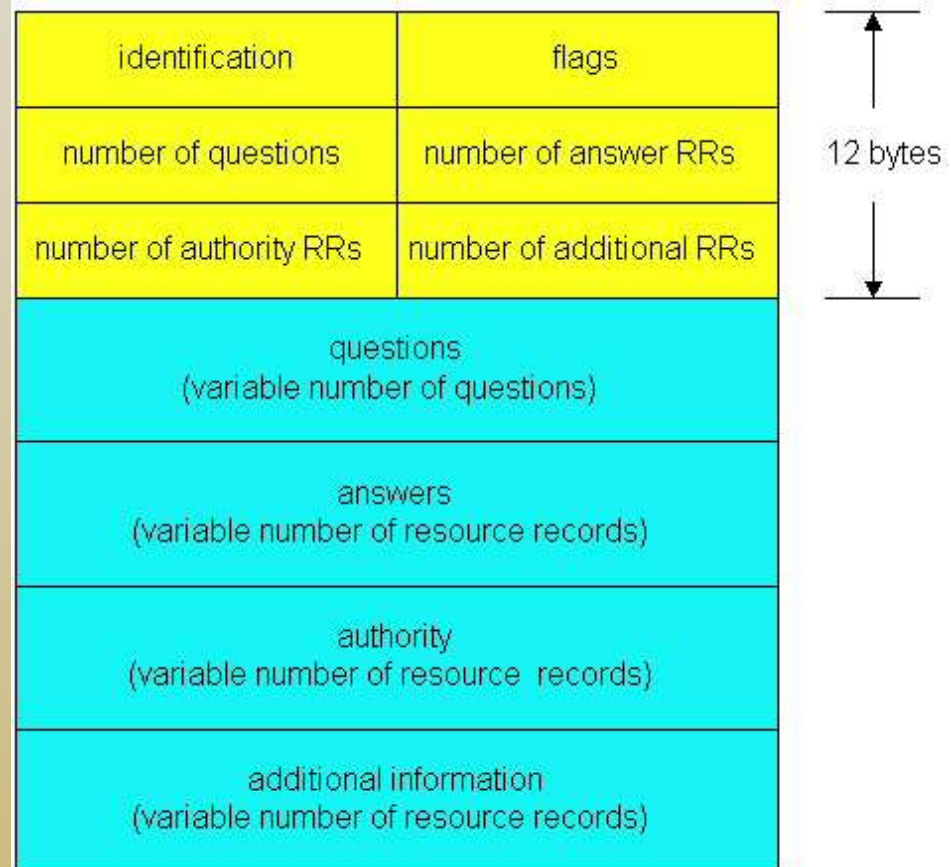 identification
flags
number of questions
number of answer RRs
12 bytes
number of authority RRs
number of additional RRs
questions
(variable number of questions)
answers
(variable number of resource records)
authority
(variable number of resource records)
additional information
(variable number of resource records)